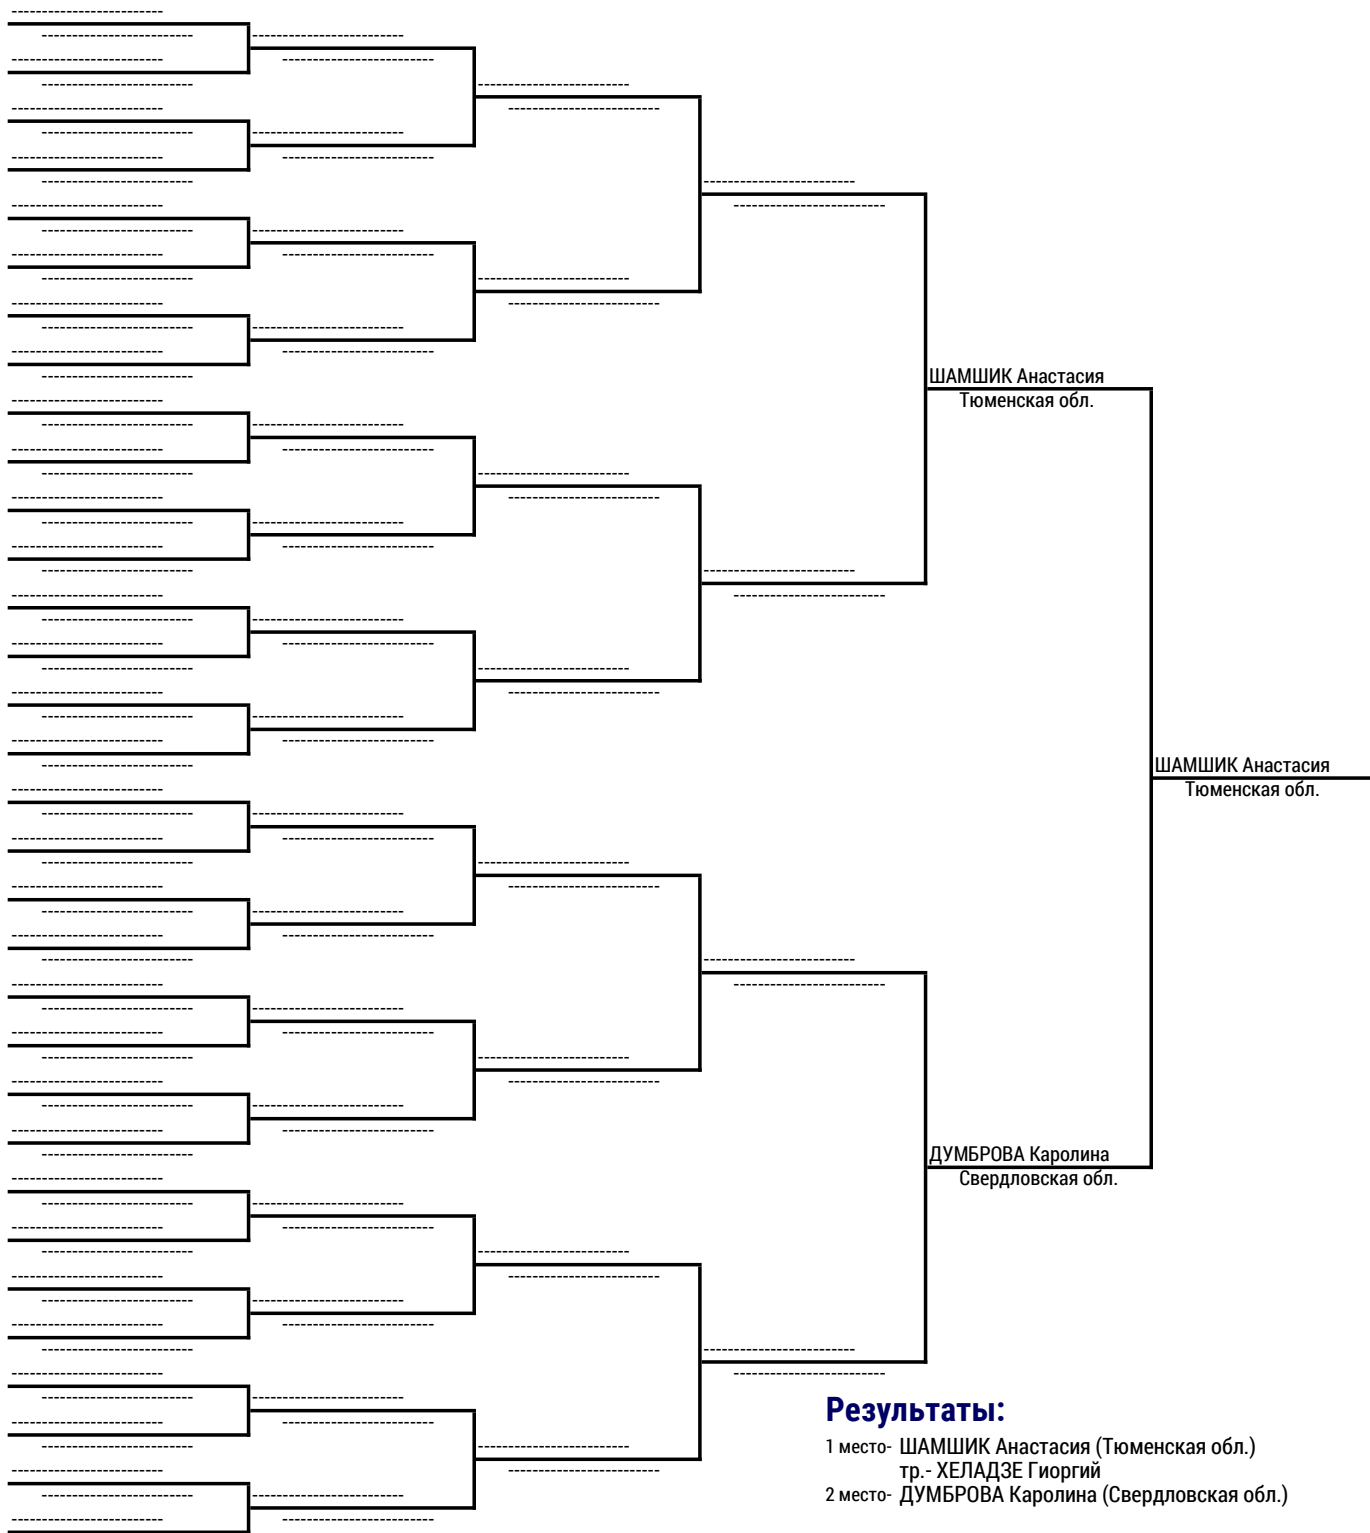 ШАМШИК Анастасия
Тюменская обл.
ШАМШИК Анастасия
Тюменская обл.
ДУМБРОВА Каролина
Свердловская обл.
Результаты:
1 место- ШАМШИК Анастасия (Тюменская обл.)
тр.- ХЕЛАДЗЕ Гиоргий
2 место- ДУМБРОВА Каролина (Свердловская обл.)